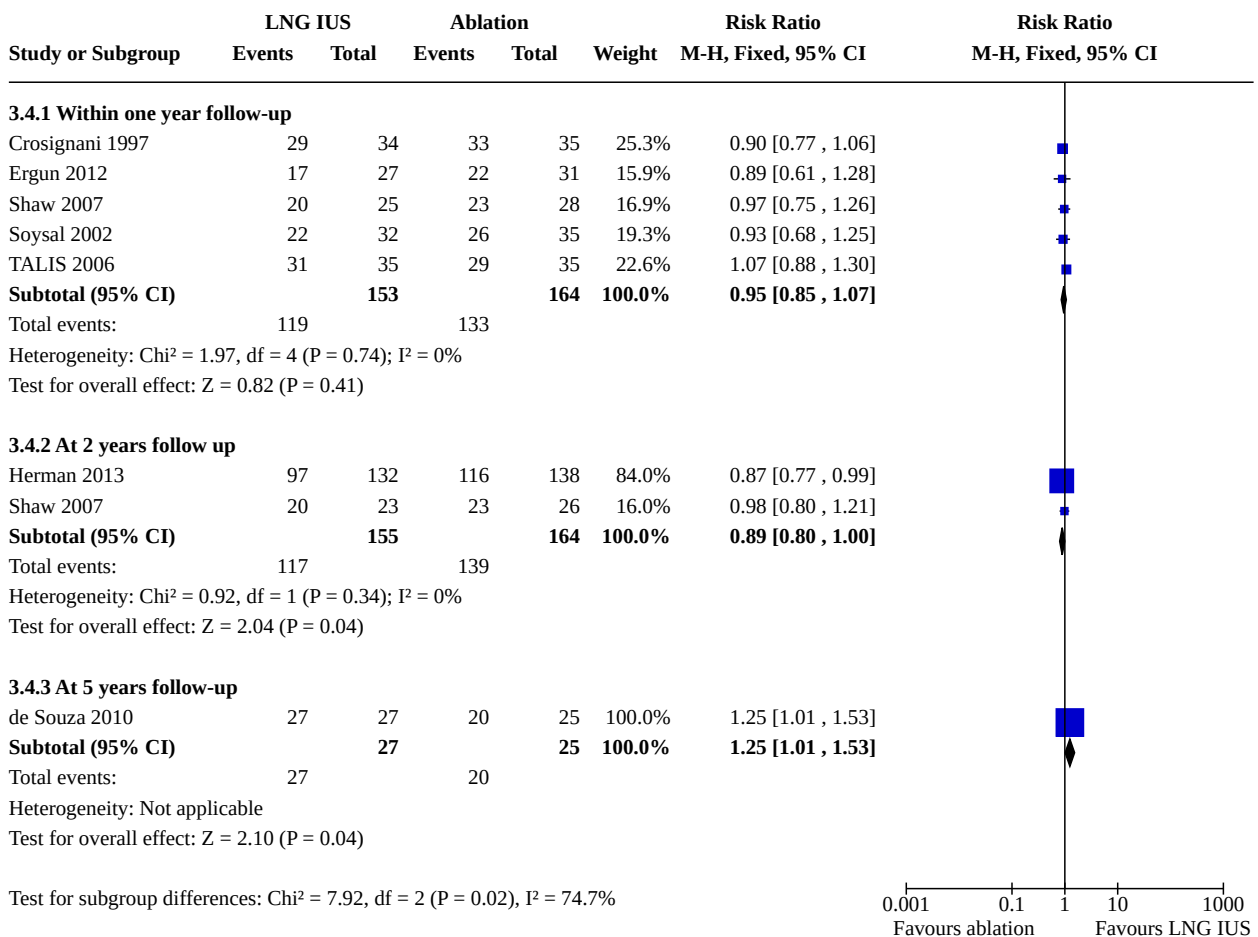 LNG IUS Ablation Risk Ratio Risk Ratio
Study or Subgroup Events Total Events Total Weight M-H, Fixed, 95% CI M-H, Fixed, 95% CI
3.4.1 Within one year follow-up
Crosignani 1997 29 34 33 35 25.3% 0.90 [0.77 , 1.06]
Ergun 2012 17 27 22 31 15.9% 0.89 [0.61 , 1.28]
Shaw 2007 20 25 23 28 16.9% 0.97 [0.75 , 1.26]
Soysal 2002 22 32 26 35 19.3% 0.93 [0.68 , 1.25]
TALIS 2006 31 35 29 35 22.6% 1.07 [0.88 , 1.30]
Subtotal (95% CI) 153 164 100.0% 0.95 [0.85 , 1.07]
Total events: 119 133
Heterogeneity: Chi² = 1.97, df = 4 (P = 0.74); I² = 0%
Test for overall effect: Z = 0.82 (P = 0.41)
3.4.2 At 2 years follow up
Herman 2013 97 132 116 138 84.0% 0.87 [0.77 , 0.99]
Shaw 2007 20 23 23 26 16.0% 0.98 [0.80 , 1.21]
Subtotal (95% CI) 155 164 100.0% 0.89 [0.80 , 1.00]
Total events: 117 139
Heterogeneity: Chi² = 0.92, df = 1 (P = 0.34); I² = 0%
Test for overall effect: Z = 2.04 (P = 0.04)
3.4.3 At 5 years follow-up
de Souza 2010 27 27 20 25 100.0% 1.25 [1.01 , 1.53]
Subtotal (95% CI) 27 25 100.0% 1.25 [1.01 , 1.53]
Total events: 27 20
Heterogeneity: Not applicable
Test for overall effect: Z = 2.10 (P = 0.04)
Test for subgroup differences: Chi² = 7.92, df = 2 (P = 0.02), I² = 74.7%
0.001 0.1 1 10 1000
Favours ablation Favours LNG IUS